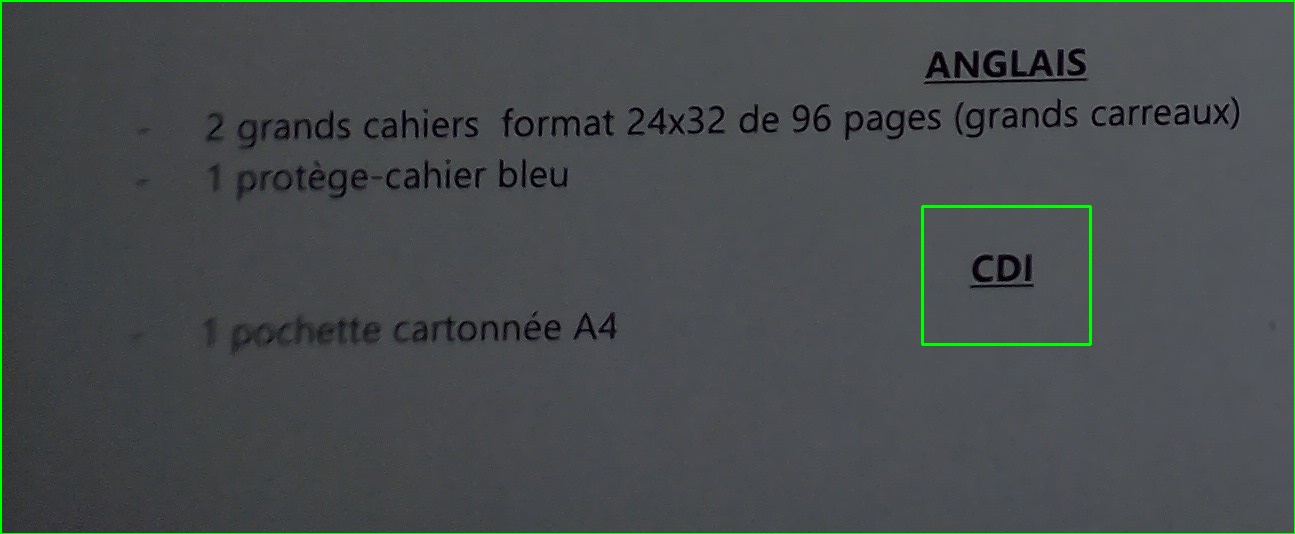 ANGLAIS
- 2 grands cahiers format 24x32 de 96 pages (grands carreaux)
- 1 protège-cahier bleu
CDI
- 1 pochette cartonnée A4